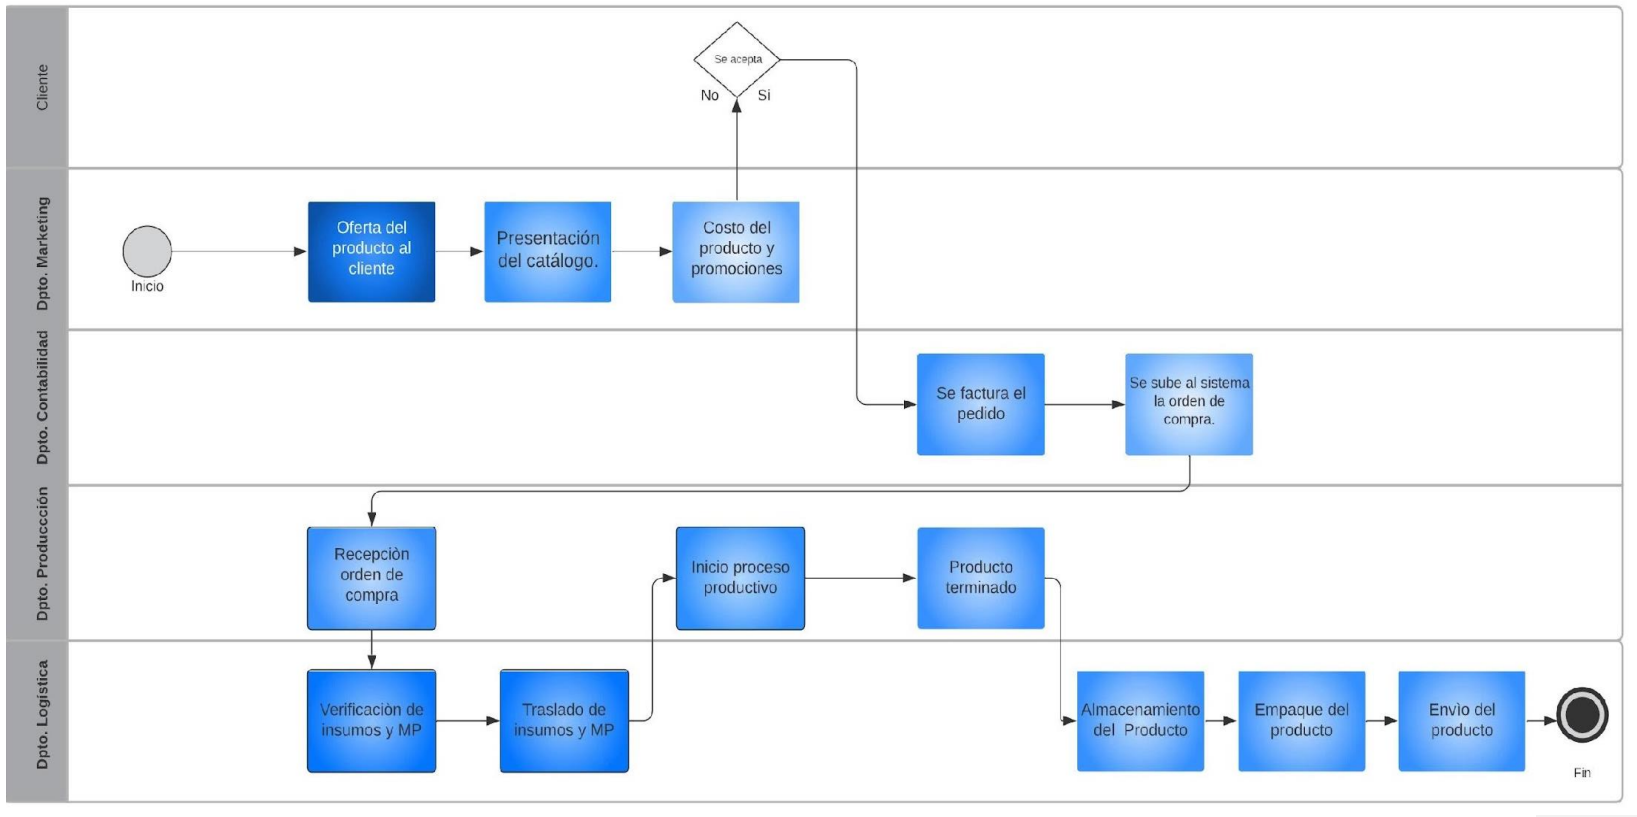 Cliente
Se acepta
No
Si
Dpto. Marketing
Inicio
Oferta del
producto al
cliente
Presentación
del catálogo.
Costo del
producto y
promociones
Dpto. Contabilidad
Se factura el
pedido
Se sube al sistema
la orden de
compra.
Dpto. Produccción
Recepciòn
orden de
compra
Inicio proceso
productivo
Producto
terminado
Dpto. Logística
Verificaciòn de
insumos y MP
Traslado de
insumos y MP
Almacenamiento
del Producto
Empaque del
producto
Envìo del
producto
Fin